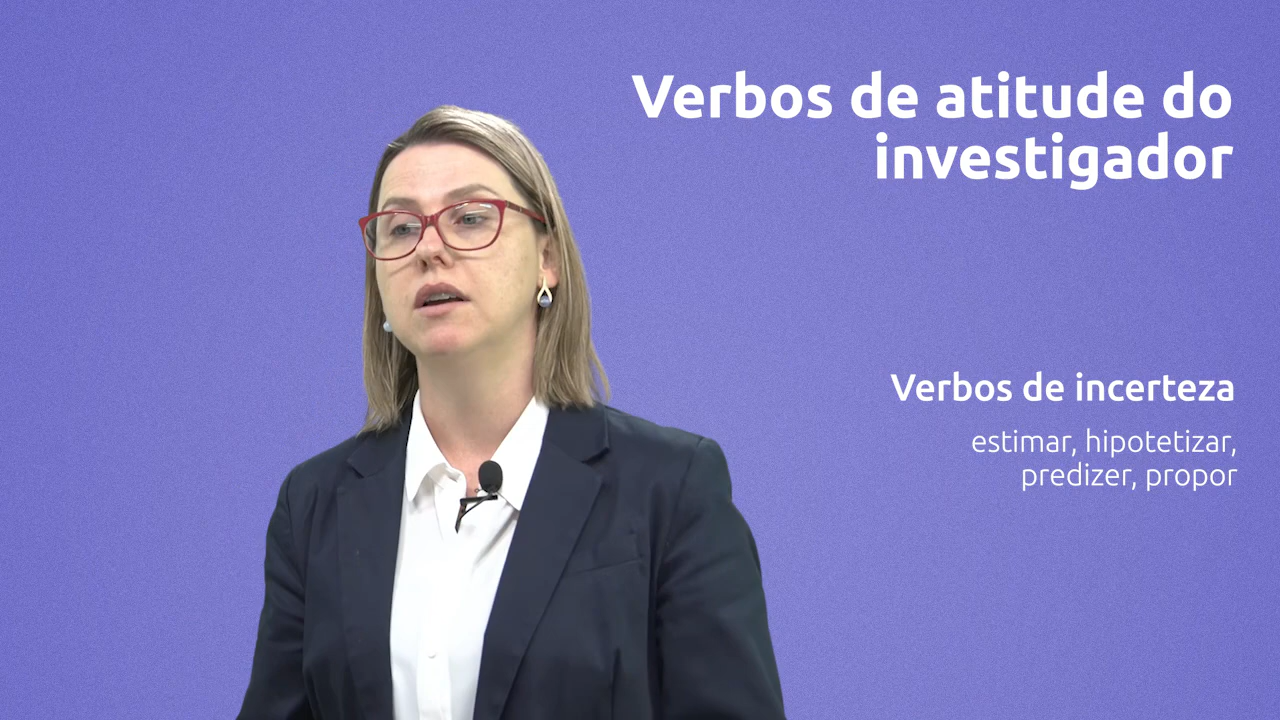 Verbos de atitude do
investigador
Verbos de incerteza
estimar, hipotetizar,
predizer, propor